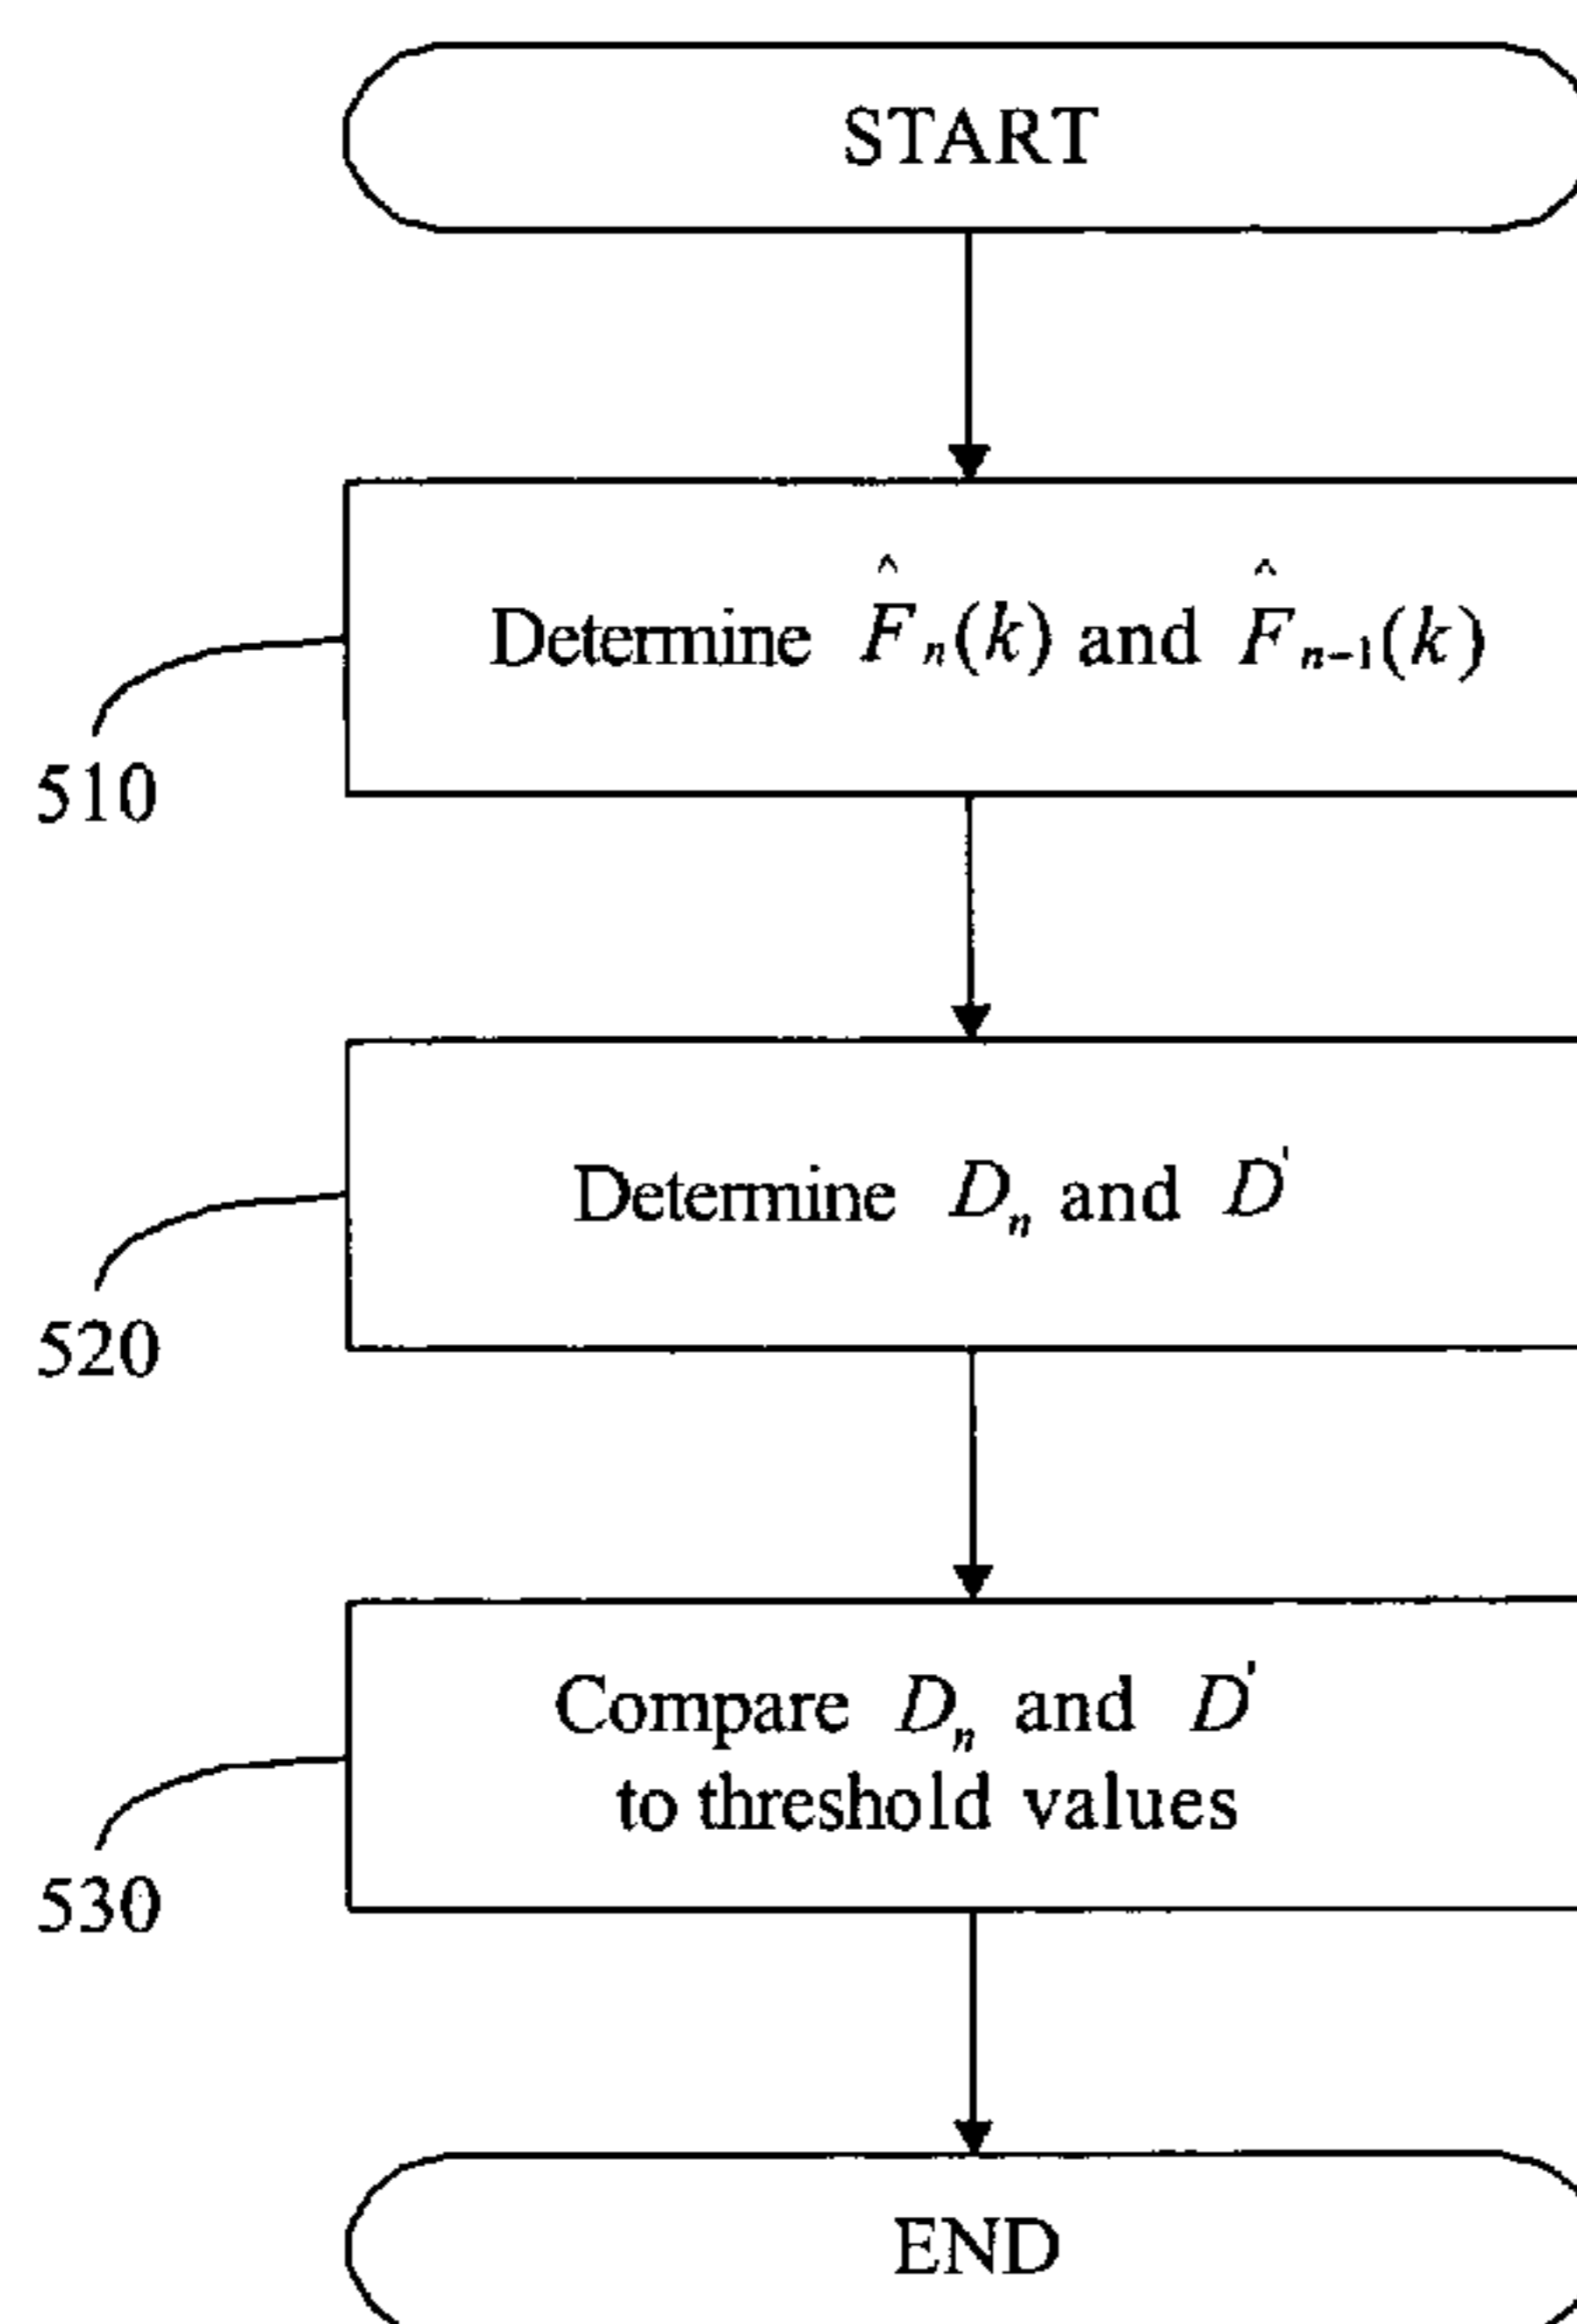 START
Determine F̂n(k) and F̂n−1(k)
510
Determine Dn and D'
520
Compare Dn and D'
to threshold values
530
END